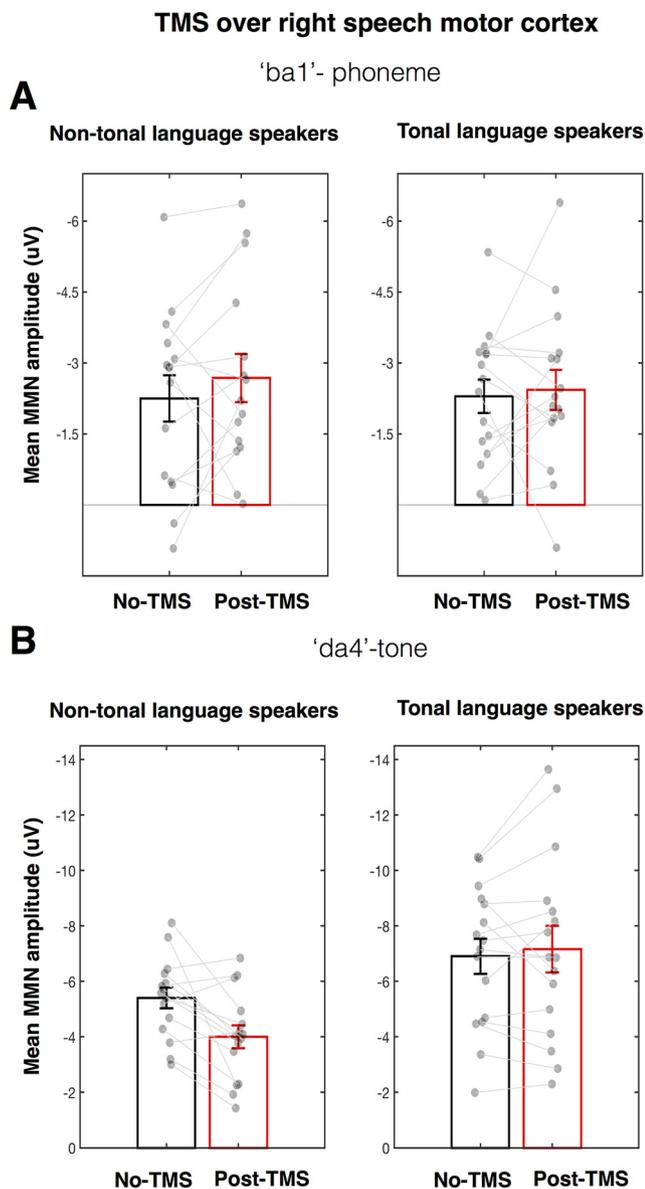 TMS over right speech motor cortex
‘ba1’- phoneme
A
Non-tonal language speakers
Tonal language speakers
Mean MMN amplitude (uV)
-6
-4.5
-3
-1.5
-6
-4.5
-3
-1.5
No-TMS Post-TMS
No-TMS Post-TMS
B
‘da4’-tone
Non-tonal language speakers
Tonal language speakers
Mean MMN amplitude (uV)
-14
-12
-10
-8
-6
-4
-2
0
-14
-12
-10
-8
-6
-4
-2
0
No-TMS Post-TMS
No-TMS Post-TMS